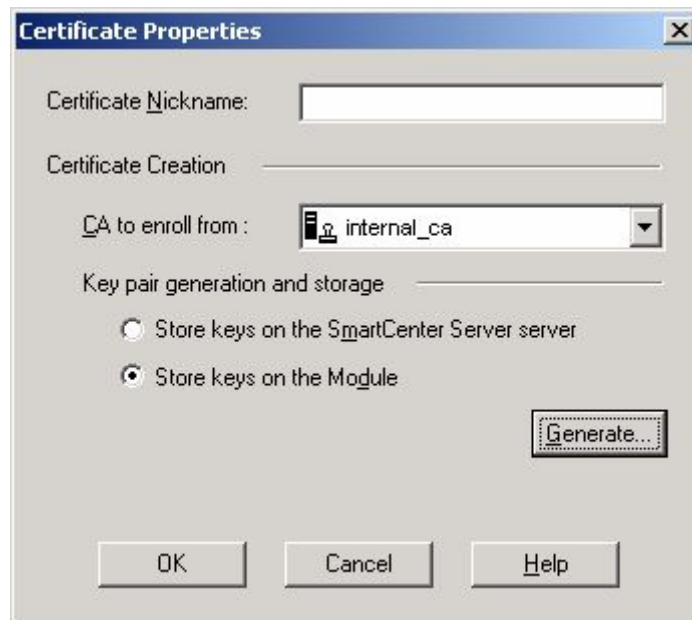 Certificate Properties
Certificate Nickname:
Certificate Creation
CA to enroll from : internal_ca
Key pair generation and storage
Store keys on the SmartCenter Server server
Store keys on the Module
Generate...
OK Cancel Help